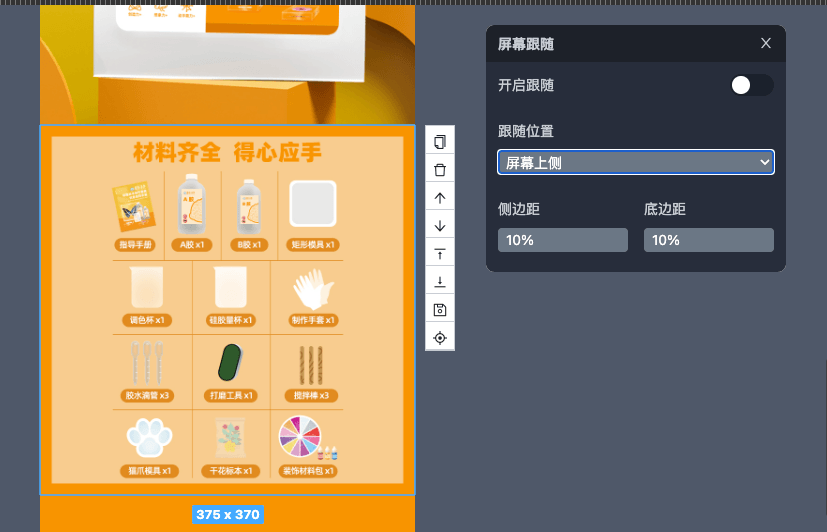 材料齐全 得心应手
指导手册
A胶 x1
B胶 x1
矩形模具 x1
调色杯 x1
硅胶量杯 x1
制作手套 x1
胶水滴管 x3
打磨工具 x1
搅拌棒 x3
猫爪模具 x1
干花标本 x1
装饰材料包 x1
375 x 370
屏幕跟随
开启跟随
跟随位置
屏幕上侧
侧边距
底边距
10%
10%